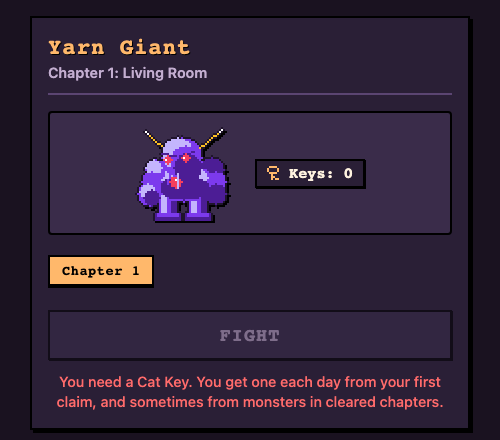 Yarn Giant
Chapter 1: Living Room
Keys: 0
Chapter 1
FIGHT
You need a Cat Key. You get one each day from your first
claim, and sometimes from monsters in cleared chapters.